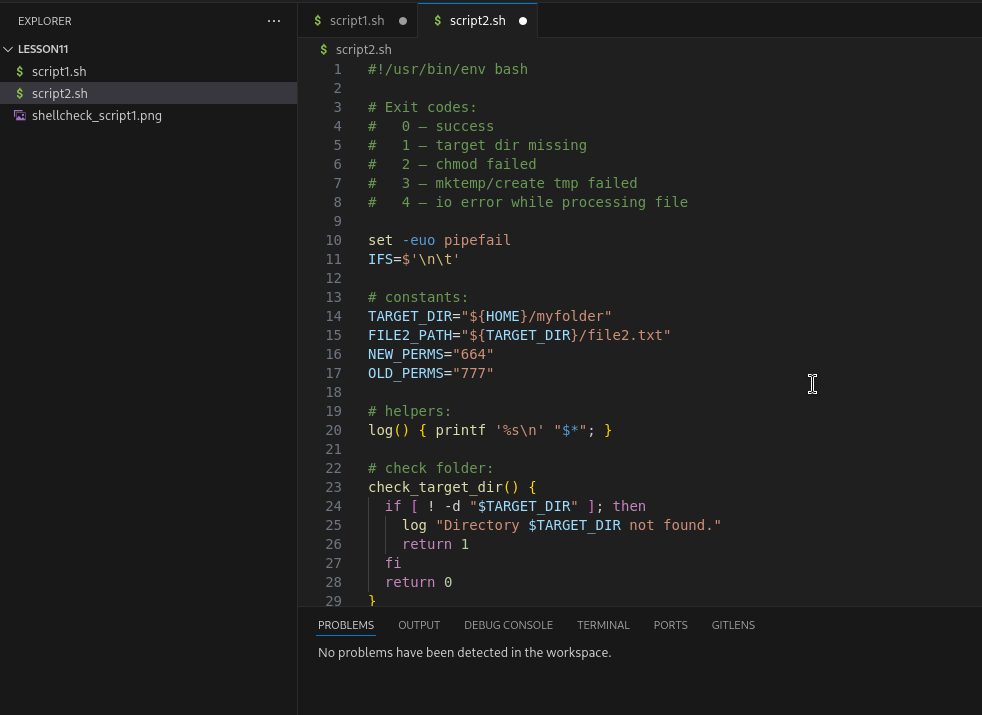 EXPLORER
LESSON11
script1.sh
script2.sh
shellcheck_script1.png
script1.sh
script2.sh
script2.sh
1 #!/usr/bin/env bash
2
3 # Exit codes:
4 #   0 — success
5 #   1 — target dir missing
6 #   2 — chmod failed
7 #   3 — mktemp/create tmp failed
8 #   4 — io error while processing file
9
10 set -euo pipefail
11 IFS=$'\n\t'
12
13 # constants:
14 TARGET_DIR="${HOME}/myfolder"
15 FILE2_PATH="${TARGET_DIR}/file2.txt"
16 NEW_PERMS="664"
17 OLD_PERMS="777"
18
19 # helpers:
20 log() { printf '%s\n' "$*"; }
21
22 # check folder:
23 check_target_dir() {
24   if [ ! -d "$TARGET_DIR" ]; then
25     log "Directory $TARGET_DIR not found."
26     return 1
27   fi
28   return 0
29 }
PROBLEMS OUTPUT DEBUG CONSOLE TERMINAL PORTS GITLENS
No problems have been detected in the workspace.